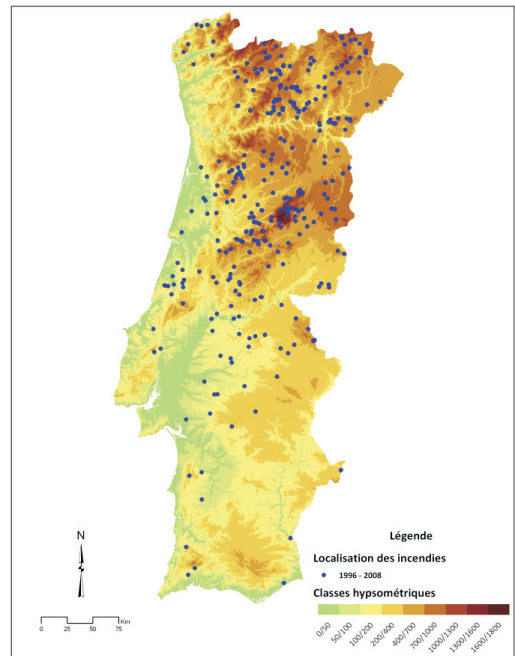 N
Km
0 25 50 75
Légende
Localisation des incendies
1996 - 2008
Classes hypsométriques
0/50
50/100
100/200
200/400
400/700
700/1000
1000/1300
1300/1600
1600/1800